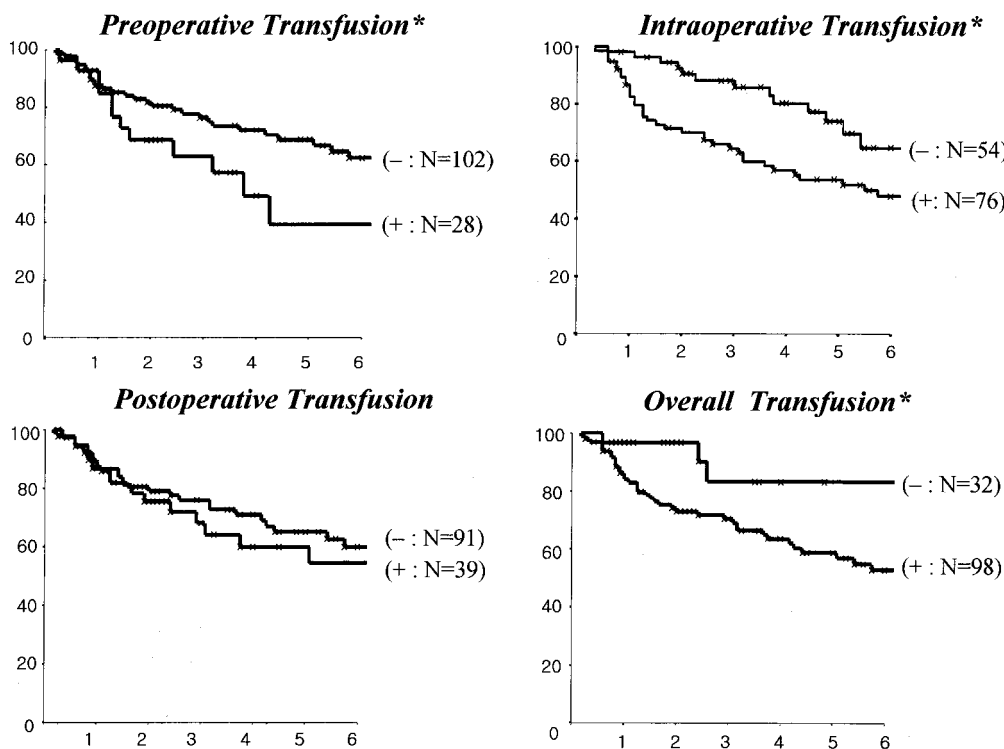 Preoperative Transfusion*
100
80
60
40
20
0
1 2 3 4 5 6
(– : N=102)
(+ : N=28)
Intraoperative Transfusion*
100
80
60
40
20
0
1 2 3 4 5 6
(– : N=54)
(+: N=76)
Postoperative Transfusion
100
80
60
40
20
0
1 2 3 4 5 6
(– : N=91)
(+ : N=39)
Overall Transfusion*
100
80
60
40
20
0
1 2 3 4 5 6
(– : N=32)
(+ : N=98)